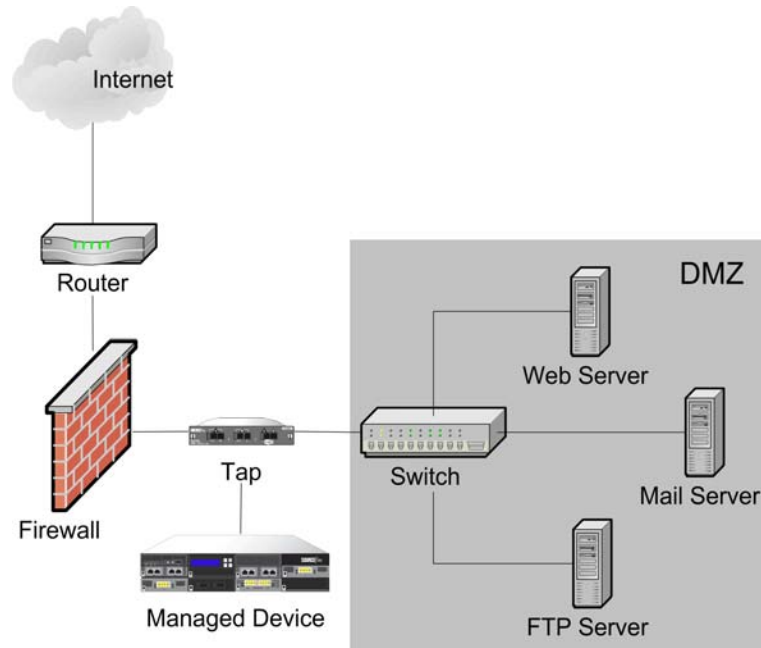 Internet
Router
DMZ
Web Server
Tap
Switch
Mail Server
Firewall
Managed Device
FTP Server